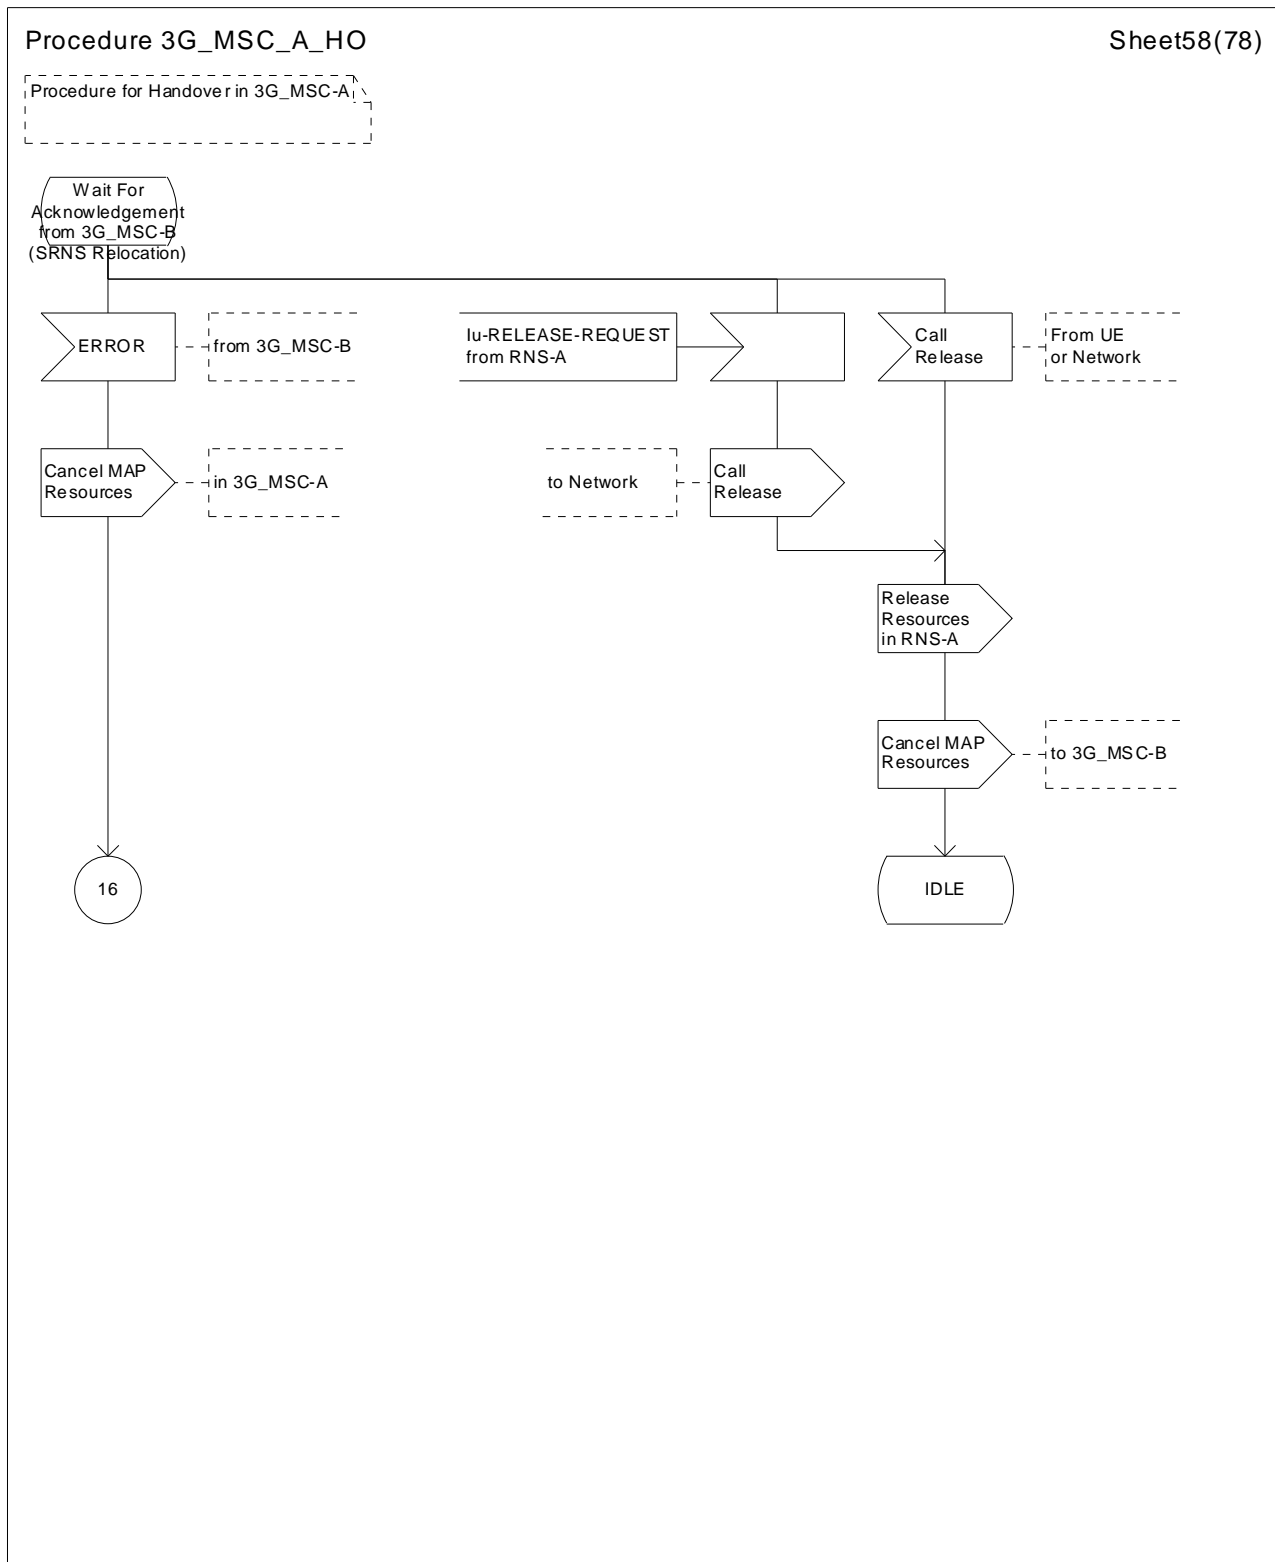 Procedure 3G_MSC_A_HO
Sheet58(78)
Procedure for Handover in 3G_MSC-A
Wait For
Acknowledgement
from 3G_MSC-B
(SRNS Relocation)
ERROR
from 3G_MSC-B
Iu-RELEASE-REQUEST
from RNS-A
Call
Release
From UE
or Network
Cancel MAP
Resources
in 3G_MSC-A
to Network
Call
Release
Release
Resources
in RNS-A
Cancel MAP
Resources
to 3G_MSC-B
16
IDLE